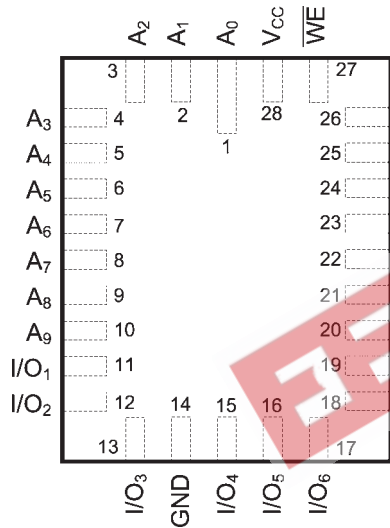 A₂ A₁ A₀ V_CC W̅E̅
3 2 1 28 27
A₃ 4 26
A₄ 5 25
A₅ 6 24
A₆ 7 23
A₇ 8 22
A₈ 9 21
A₉ 10 20
I/O₁ 11 19
I/O₂ 12 18
13 14 15 16 17
I/O₃ GND I/O₄ I/O₅ I/O₆